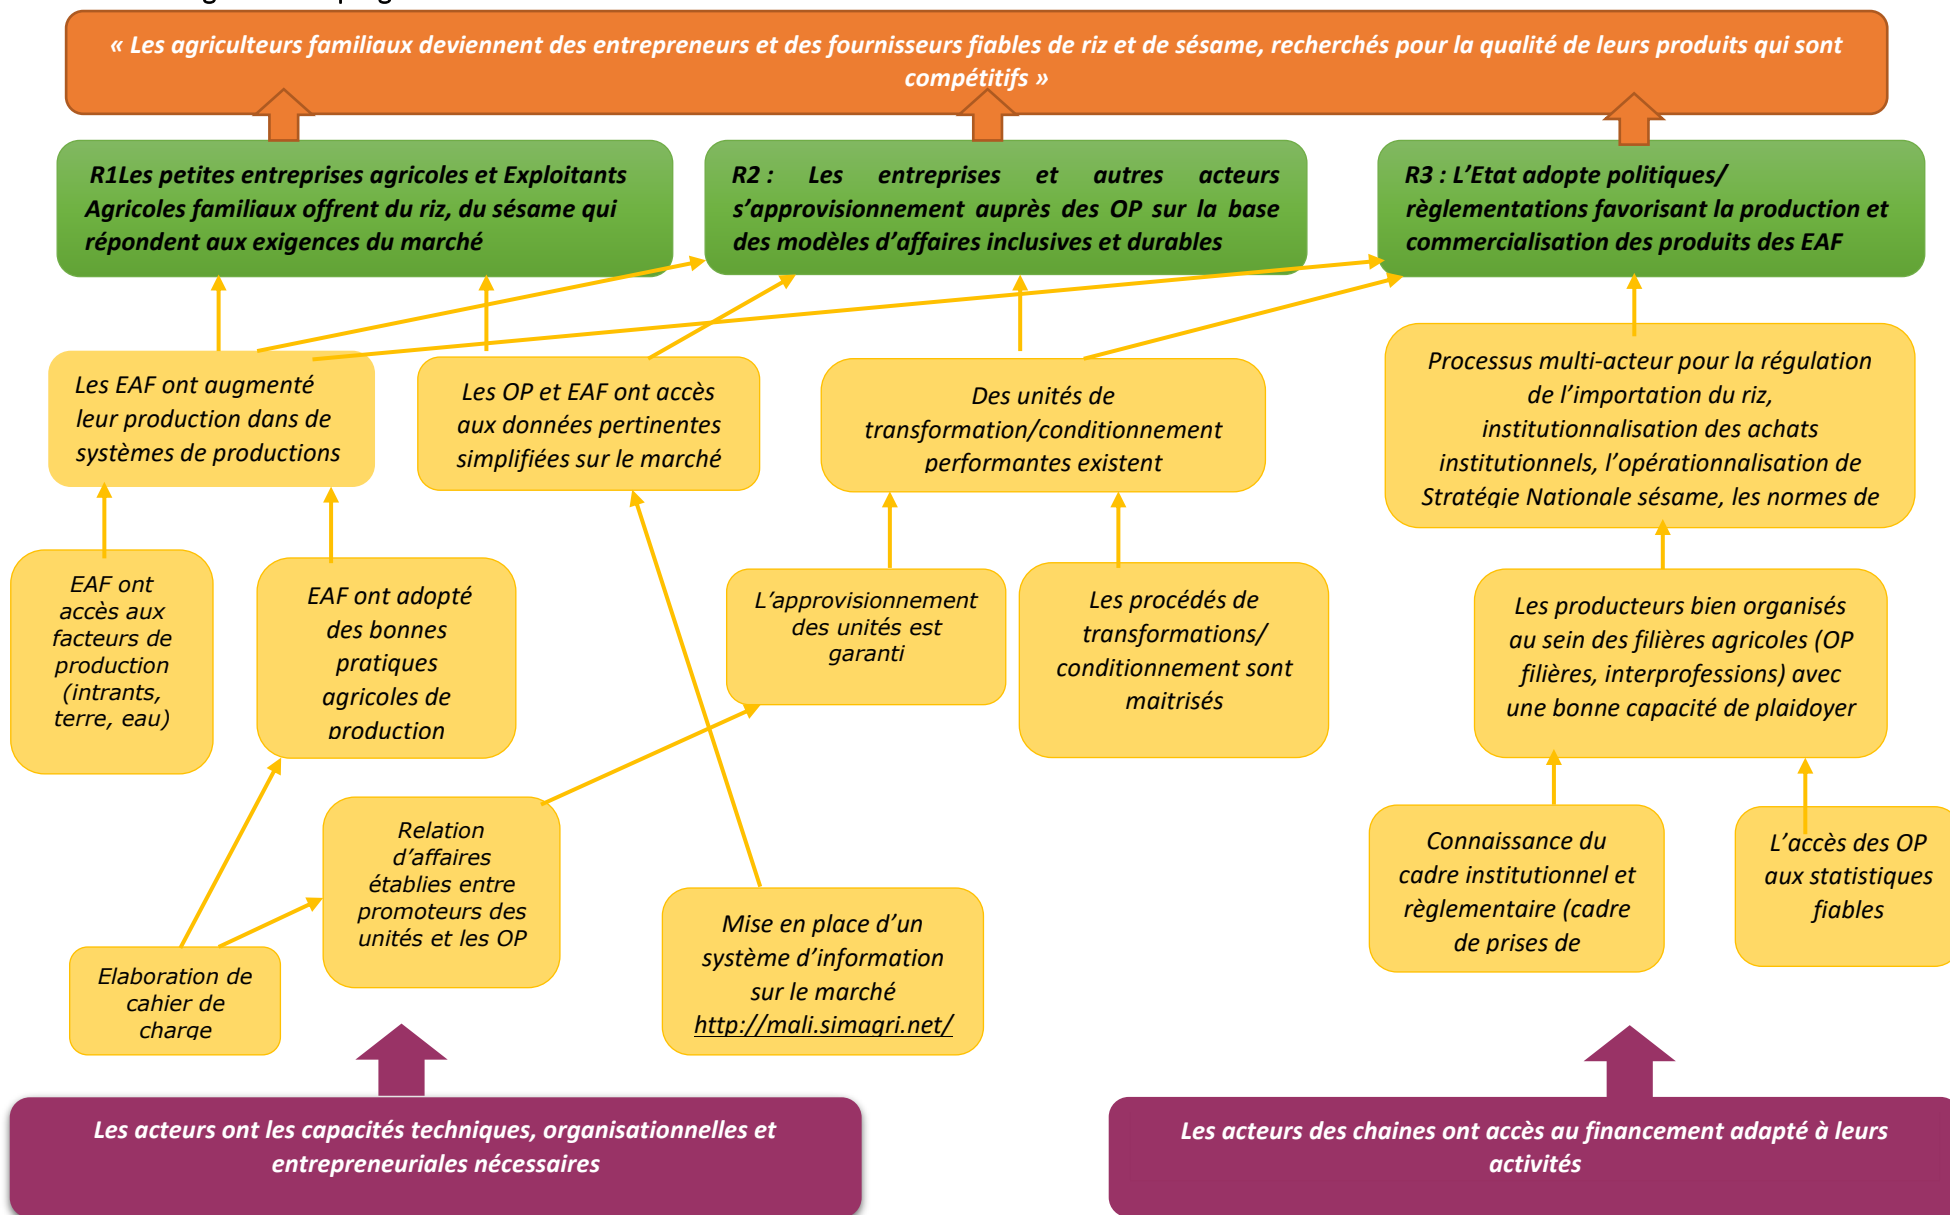 « Les agriculteurs familiaux deviennent des entrepreneurs et des fournisseurs fiables de riz et de sésame, recherchés pour la qualité de leurs produits qui sont
compétitifs »
R1Les petites entreprises agricoles et Exploitants
Agricoles familiaux offrent du riz, du sésame qui
répondent aux exigences du marché
R2 : Les entreprises et autres acteurs
s’approvisionnement auprès des OP sur la base
des modèles d’affaires inclusives et durables
R3 : L’Etat adopte politiques/
règlementations favorisant la production et
commercialisation des produits des EAF
Les EAF ont augmenté
leur production dans de
systèmes de productions
Les OP et EAF ont accès
aux données pertinentes
simplifiées sur le marché
Des unités de
transformation/conditionnement
performantes existent
Processus multi-acteur pour la régulation
de l’importation du riz,
institutionnalisation des achats
institutionnels, l’opérationnalisation de
Stratégie Nationale sésame, les normes de
EAF ont
accès aux
facteurs de
production
(intrants,
terre, eau)
EAF ont adopté
des bonnes
pratiques
agricoles de
production
L’approvisionnement
des unités est
garanti
Les procédés de
transformations/
conditionnement sont
maitrisés
Les producteurs bien organisés
au sein des filières agricoles (OP
filières, interprofessions) avec
une bonne capacité de plaidoyer
Relation
d’affaires
établies entre
promoteurs des
unités et les OP
Connaissance du
cadre institutionnel et
règlementaire (cadre
de prises de
L’accès des OP
aux statistiques
fiables
Elaboration de
cahier de
charge
Mise en place d’un
système d’information
sur le marché
http://mali.simagri.net/
Les acteurs ont les capacités techniques, organisationnelles et
entrepreneuriales nécessaires
Les acteurs des chaines ont accès au financement adapté à leurs
activités